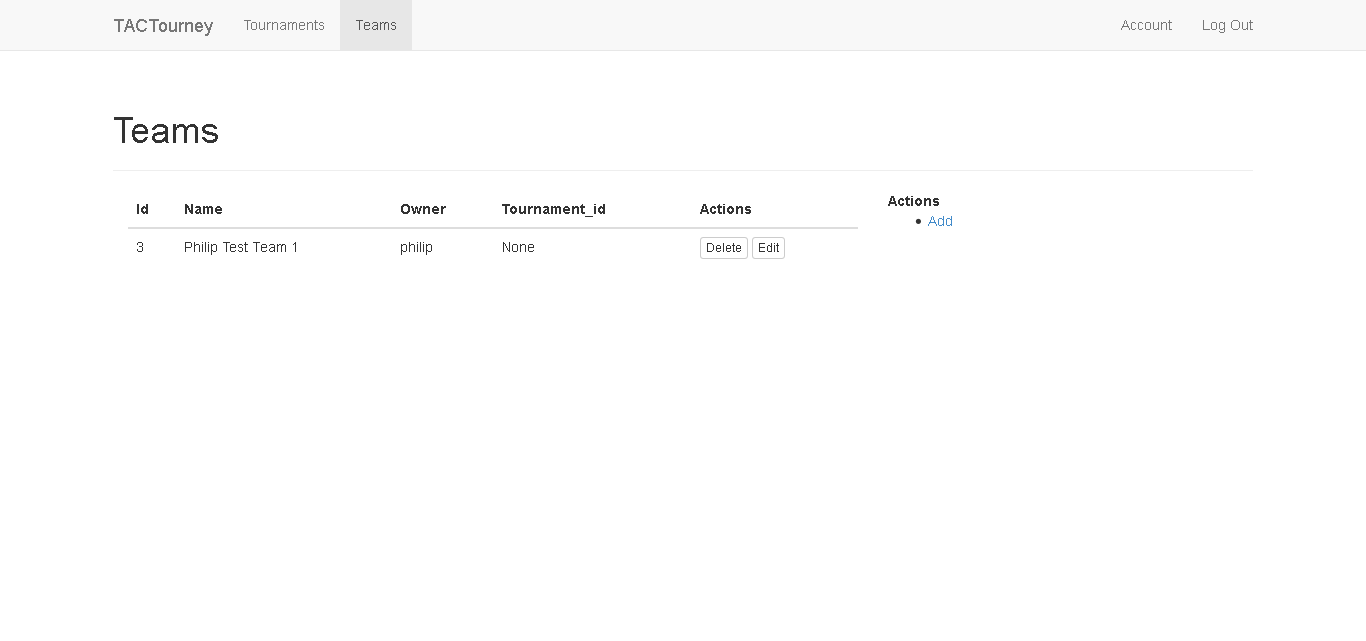 TACTourney Tournaments Teams Account Log Out
Teams
Id Name Owner Tournament_id Actions
3 Philip Test Team 1 philip None Delete Edit
Actions
Add